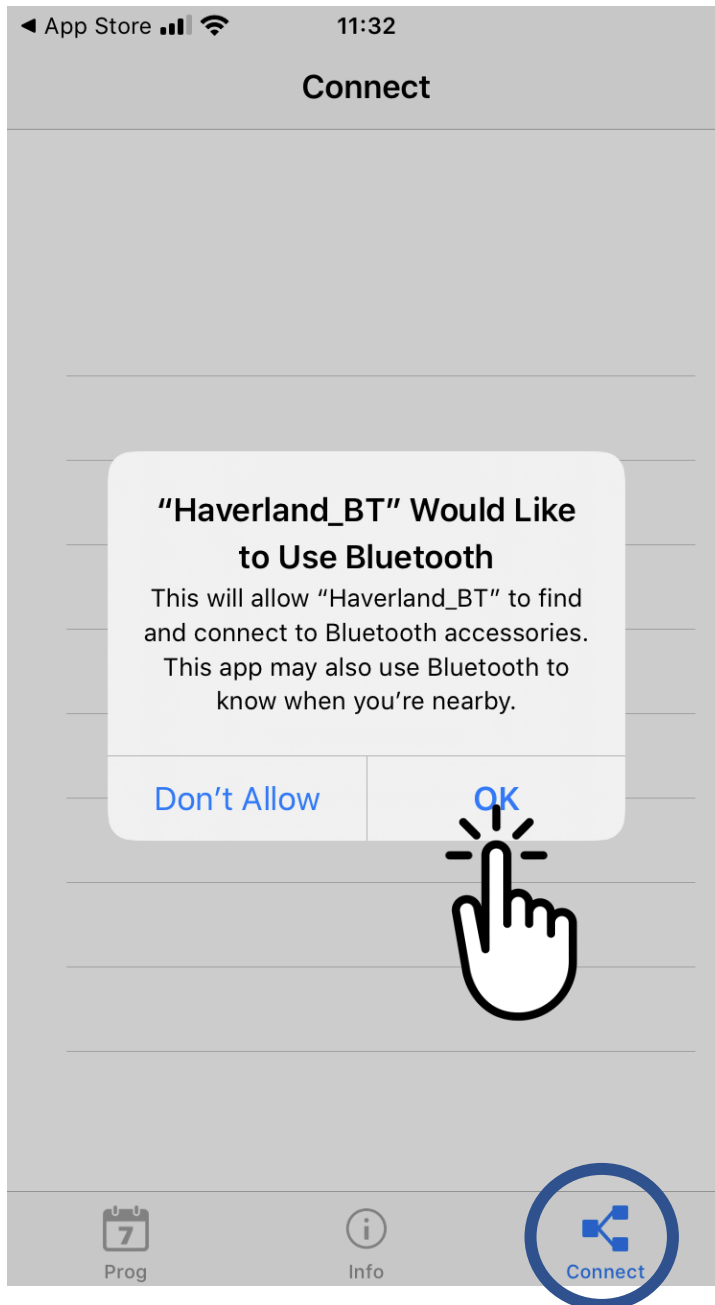 ◀ App Store 11:32
Connect
“Haverland_BT” Would Like
to Use Bluetooth
This will allow “Haverland_BT” to find
and connect to Bluetooth accessories.
This app may also use Bluetooth to
know when you’re nearby.
Don’t Allow OK
7
Prog Info Connect